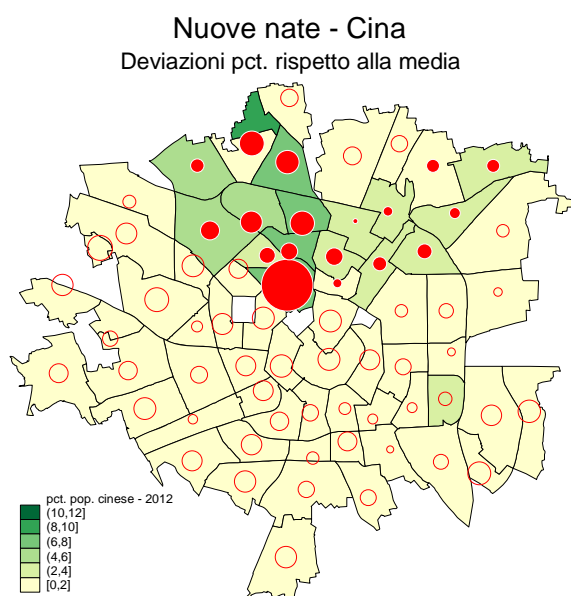 Nuove nate - Cina
Deviazioni pct. rispetto alla media
pct. pop. cinese - 2012
(10,12]
(8,10]
(6,8]
(4,6]
(2,4]
[0,2]